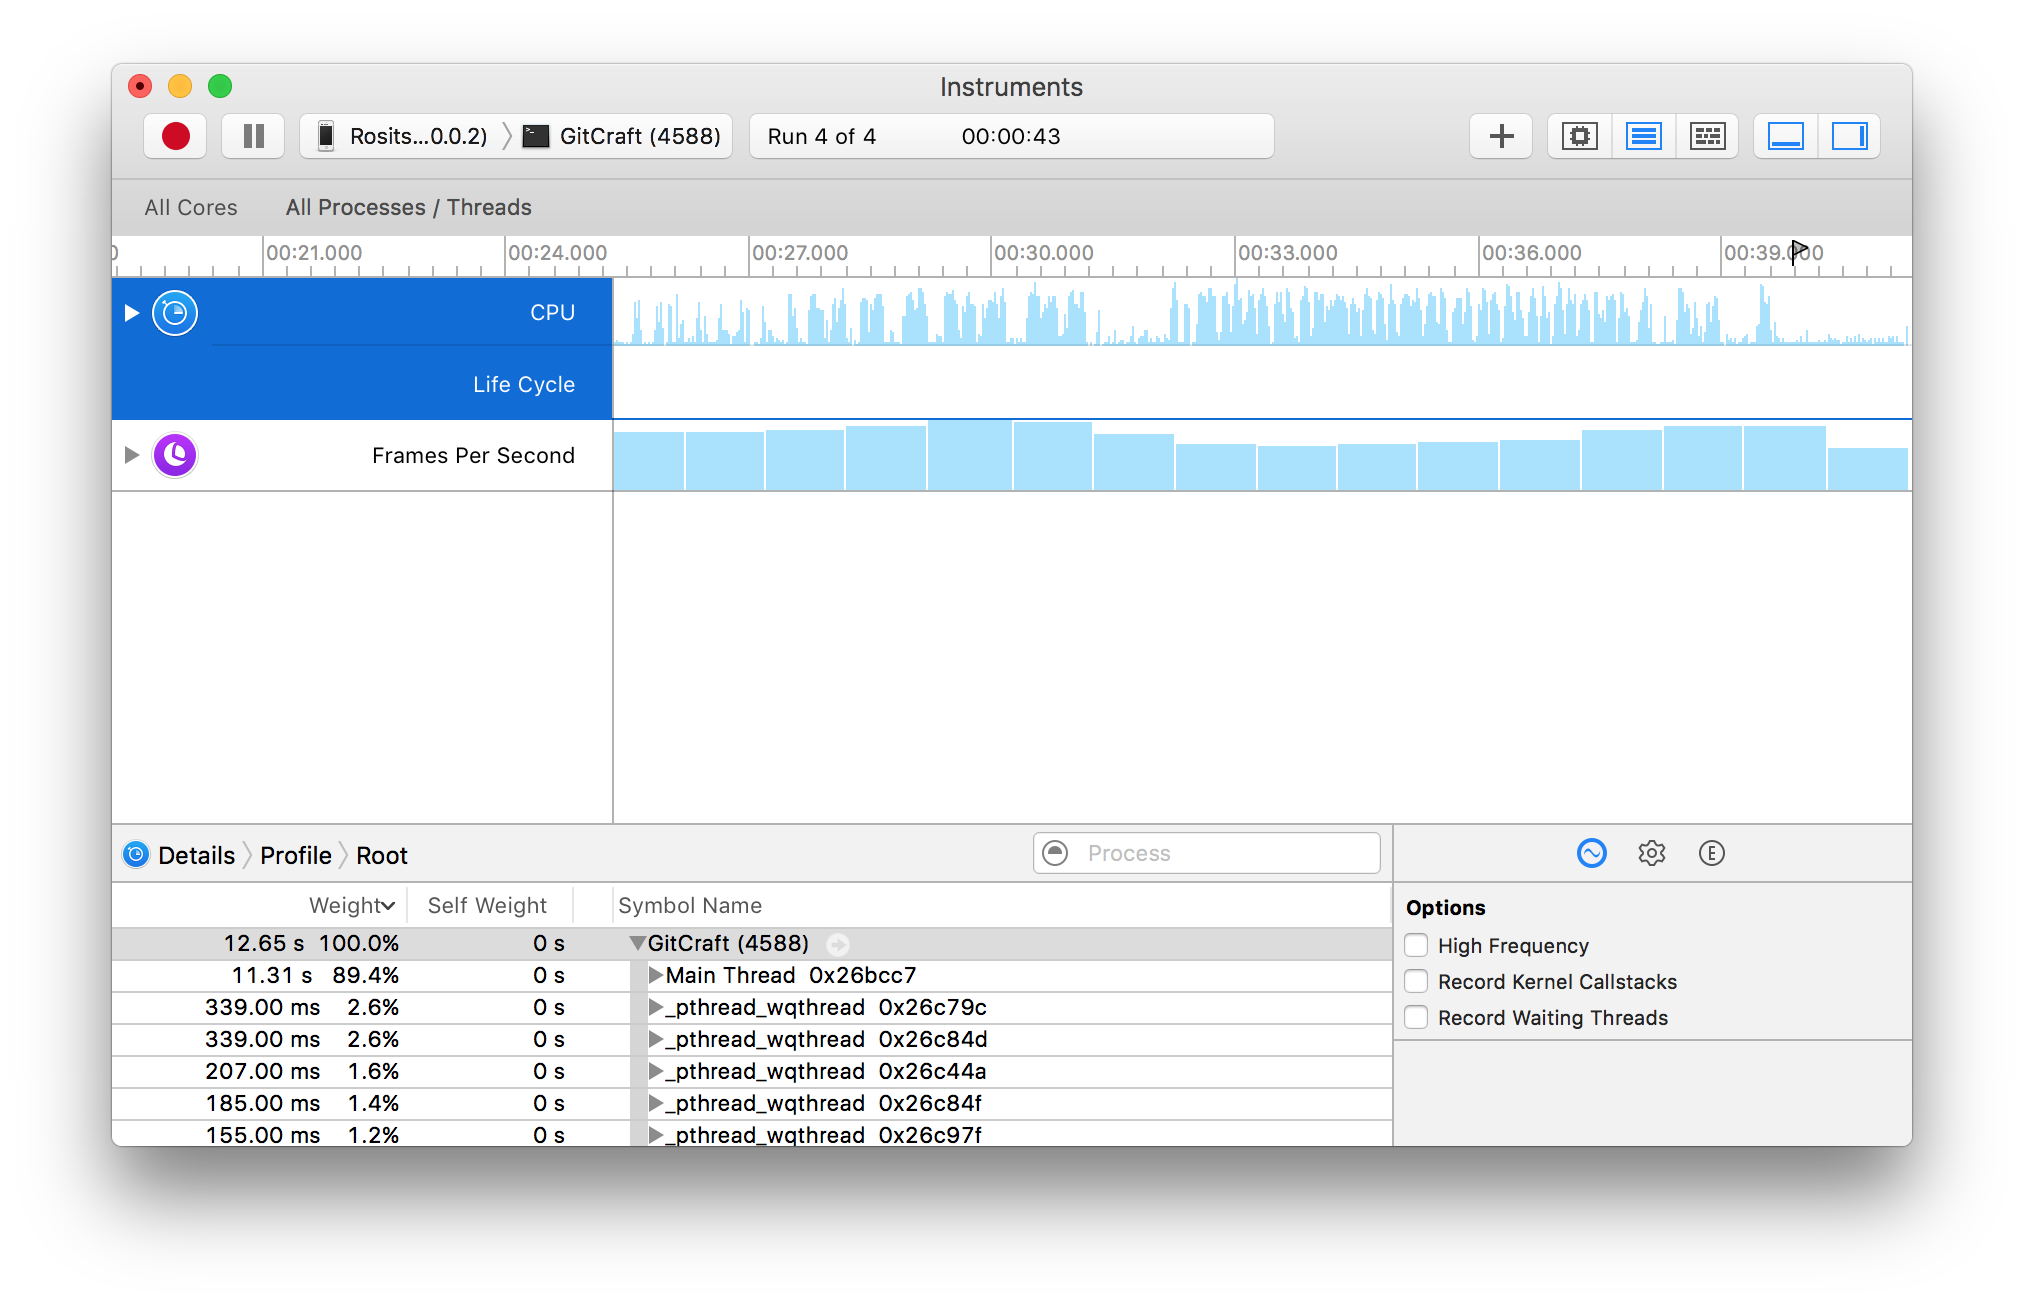 Instruments
Rosits...0.0.2) GitCraft (4588) Run 4 of 4 00:00:43
All Cores All Processes / Threads
00:21.000 00:24.000 00:27.000 00:30.000 00:33.000 00:36.000 00:39.000
CPU
Life Cycle
Frames Per Second
Details Profile Root Process E
Weight Self Weight Symbol Name
Options
12.65 s 100.0% 0 s GitCraft (4588)
High Frequency
11.31 s 89.4% 0 s Main Thread 0x26bcc7
Record Kernel Callstacks
339.00 ms 2.6% 0 s _pthread_wqthread 0x26c79c
Record Waiting Threads
339.00 ms 2.6% 0 s _pthread_wqthread 0x26c84d
207.00 ms 1.6% 0 s _pthread_wqthread 0x26c44a
185.00 ms 1.4% 0 s _pthread_wqthread 0x26c84f
155.00 ms 1.2% 0 s _pthread_wqthread 0x26c97f